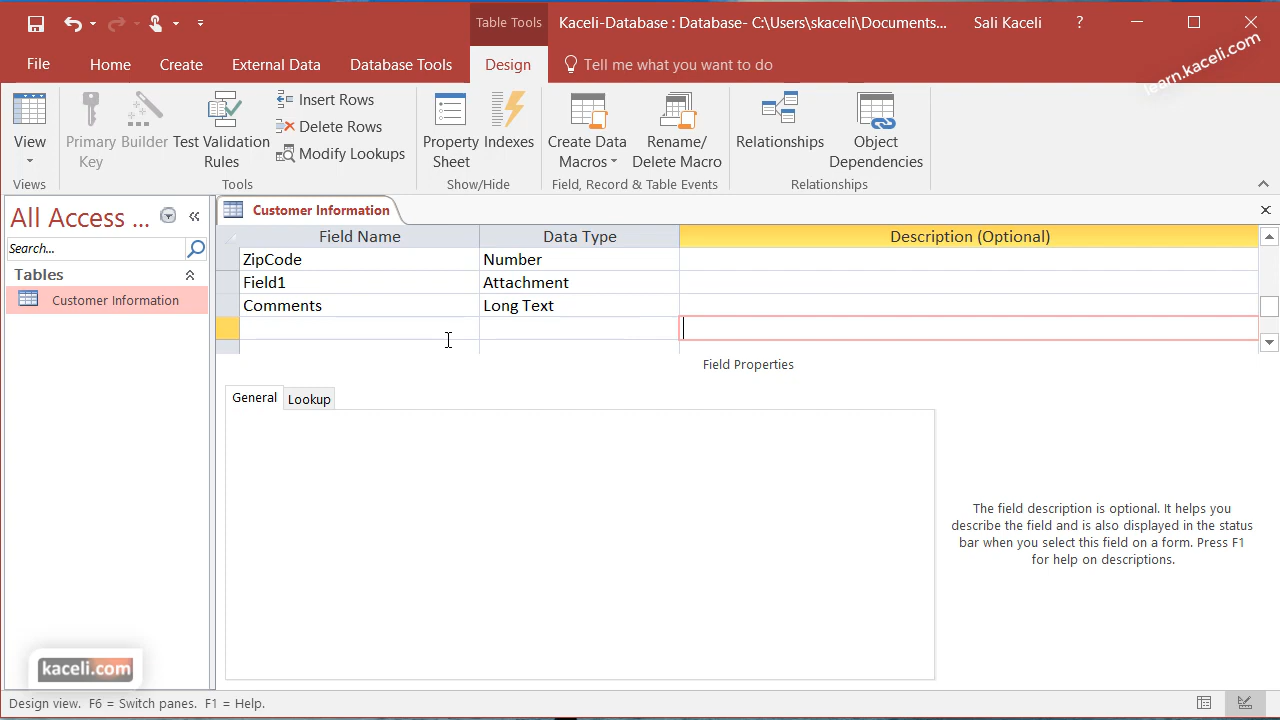 Table Tools
Kaceli-Database : Database- C:\Users\skaceli\Documents...
Sali Kaceli
?
learn.kaceli.com
File
Home
Create
External Data
Database Tools
Design
Tell me what you want to do
View
Primary
Key
Builder
Test Validation
Rules
Insert Rows
Delete Rows
Modify Lookups
Property
Sheet
Indexes
Create Data
Macros
Rename/
Delete Macro
Relationships
Object
Dependencies
Views
Tools
Show/Hide
Field, Record & Table Events
Relationships
All Access ...
Search...
Tables
Customer Information
Customer Information
Field Name
Data Type
Description (Optional)
ZipCode
Number
Field1
Attachment
Comments
Long Text
Field Properties
General
Lookup
The field description is optional. It helps you
describe the field and is also displayed in the status
bar when you select this field on a form. Press F1
for help on descriptions.
kaceli.com
Design view. F6 = Switch panes. F1 = Help.